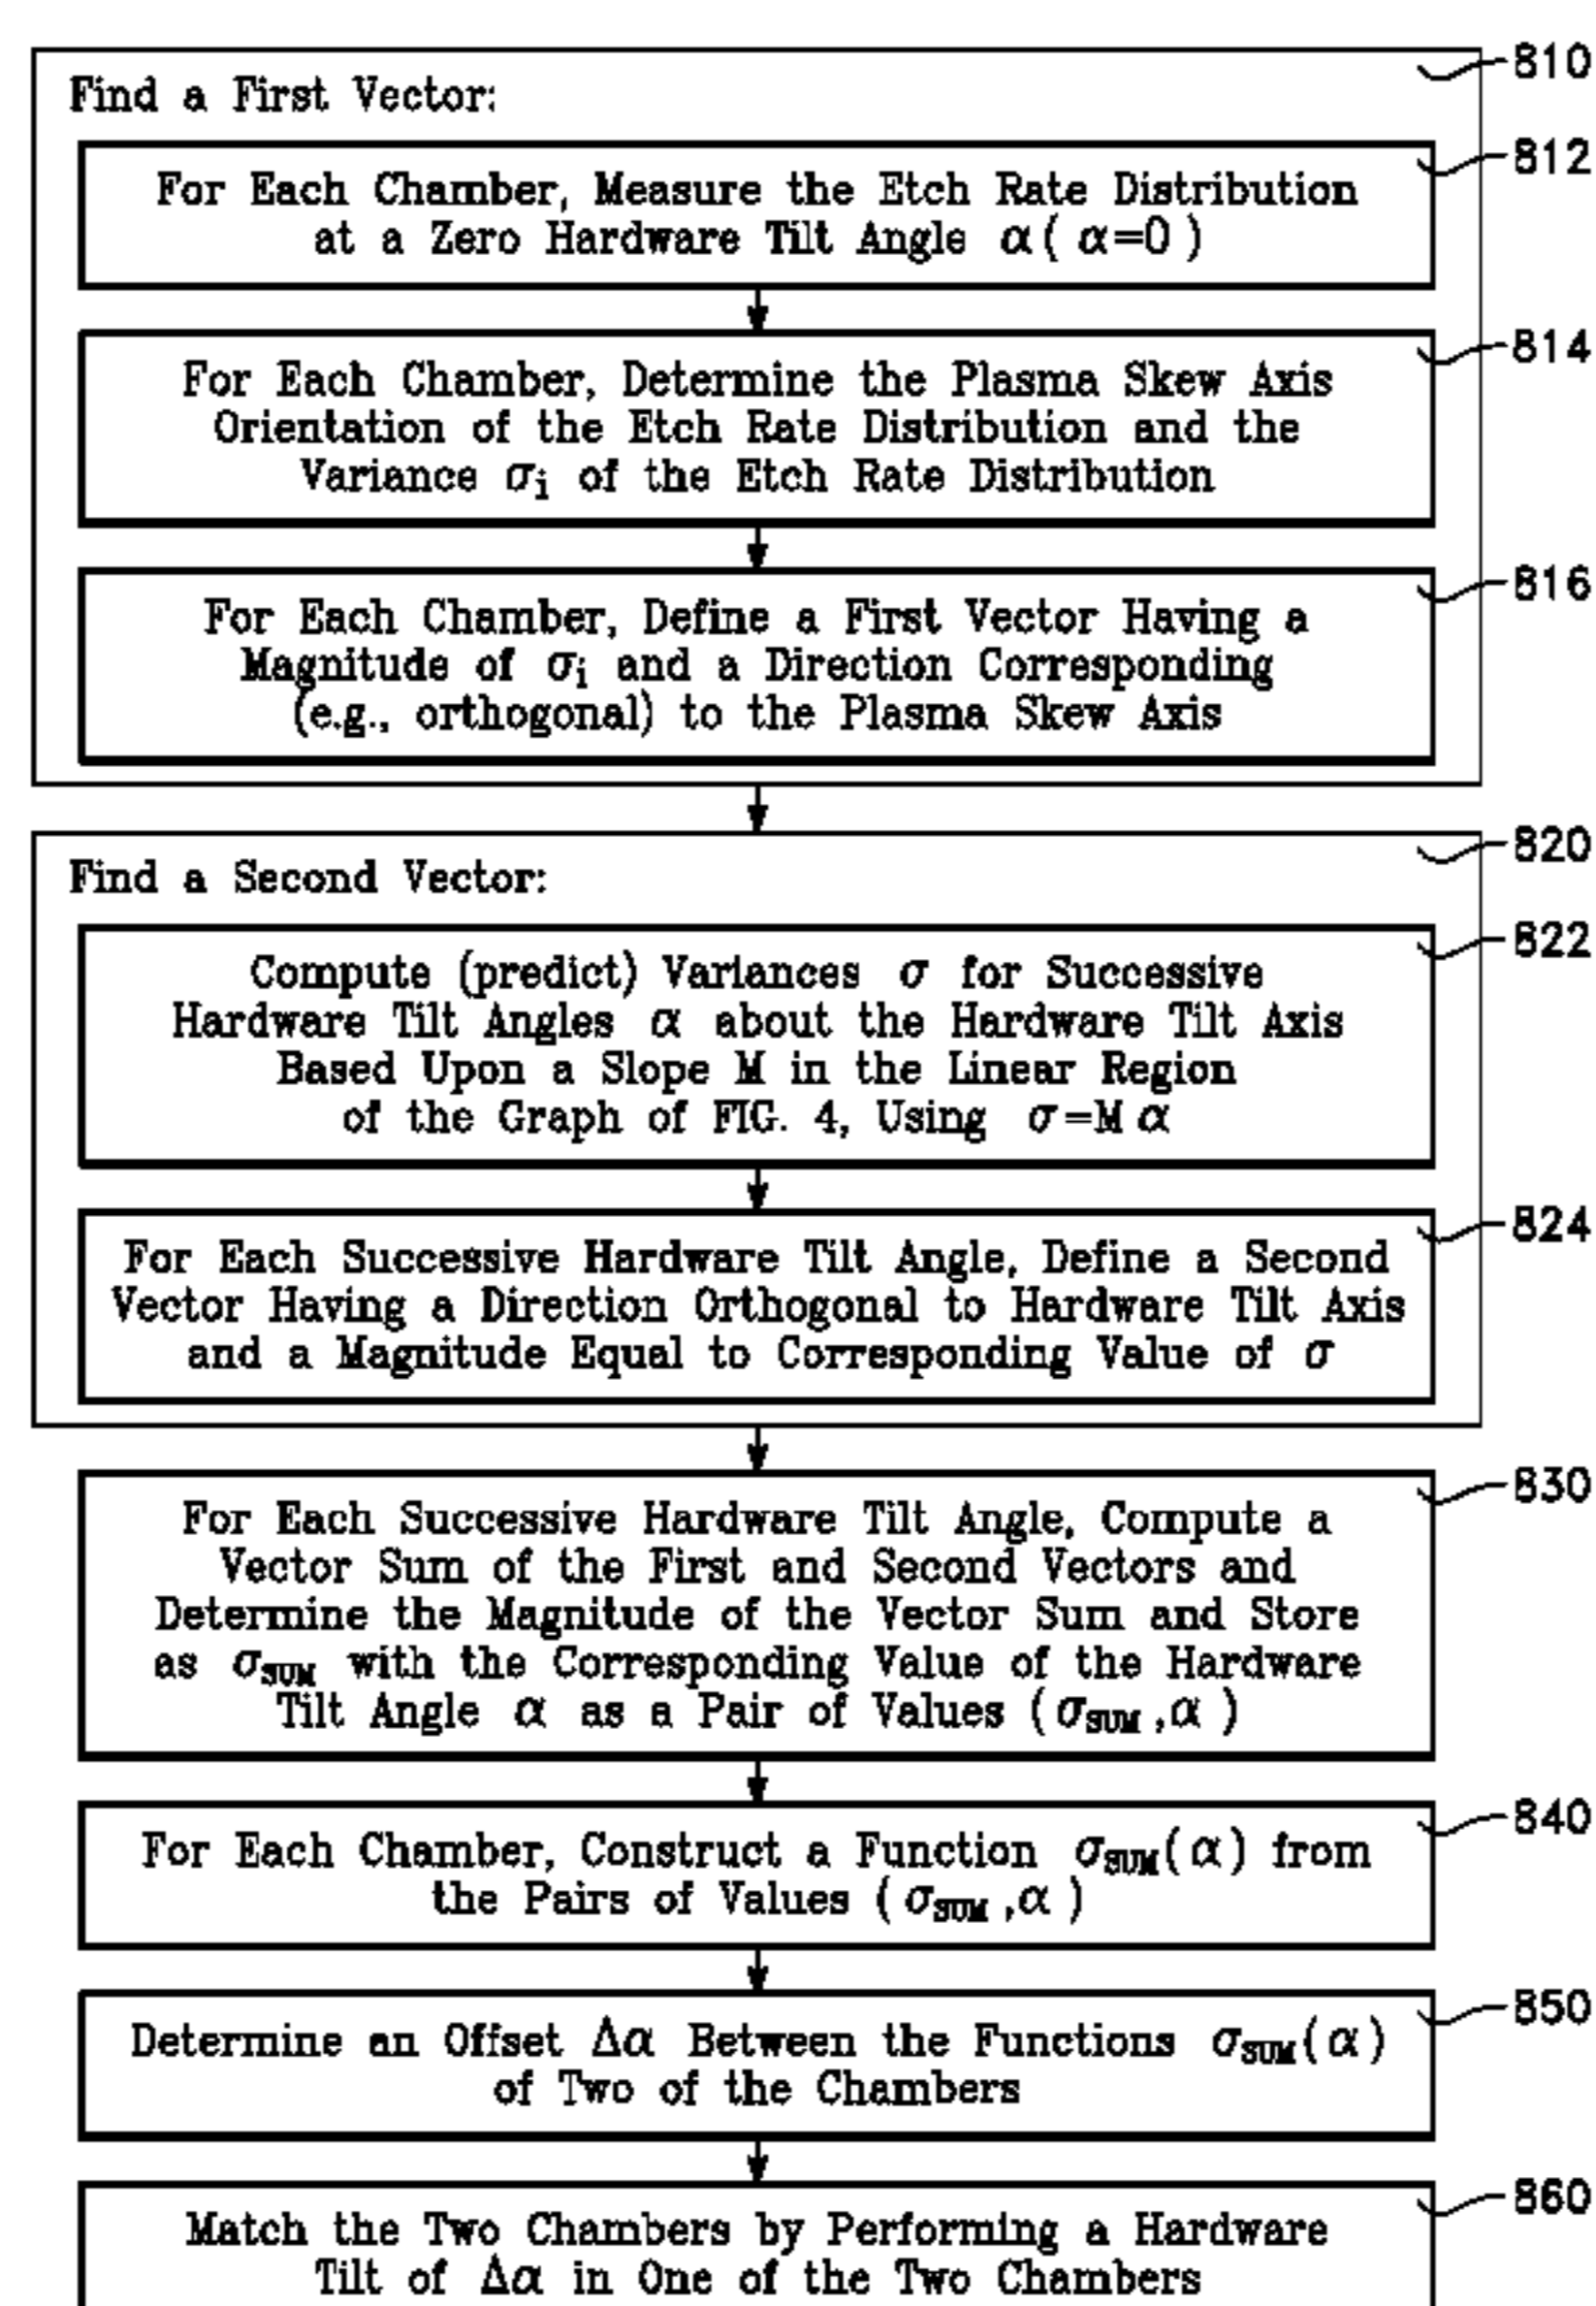 810
Find a First Vector:
812
For Each Chamber, Measure the Etch Rate Distribution
at a Zero Hardware Tilt Angle α(α=0)
814
For Each Chamber, Determine the Plasma Skew Axis
Orientation of the Etch Rate Distribution and the
Variance σi of the Etch Rate Distribution
816
For Each Chamber, Define a First Vector Having a
Magnitude of σi and a Direction Corresponding
(e.g., orthogonal) to the Plasma Skew Axis
820
Find a Second Vector:
822
Compute (predict) Variances σ for Successive
Hardware Tilt Angles α about the Hardware Tilt Axis
Based Upon a Slope M in the Linear Region
of the Graph of FIG. 4, Using σ=Mα
824
For Each Successive Hardware Tilt Angle, Define a Second
Vector Having a Direction Orthogonal to Hardware Tilt Axis
and a Magnitude Equal to Corresponding Value of σ
830
For Each Successive Hardware Tilt Angle, Compute a
Vector Sum of the First and Second Vectors and
Determine the Magnitude of the Vector Sum and Store
as σSUM with the Corresponding Value of the Hardware
Tilt Angle α as a Pair of Values (σSUM,α)
840
For Each Chamber, Construct a Function σSUM(α) from
the Pairs of Values (σSUM,α)
850
Determine an Offset Δα Between the Functions σSUM(α)
of Two of the Chambers
860
Match the Two Chambers by Performing a Hardware
Tilt of Δα in One of the Two Chambers